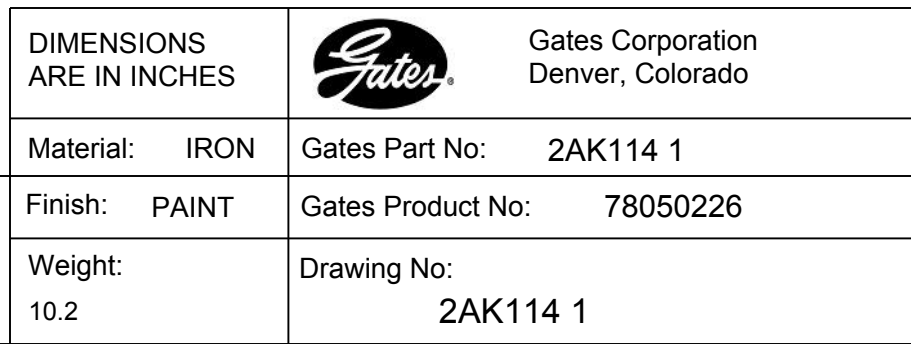 DIMENSIONS
ARE IN INCHES
Gates®
Gates Corporation
Denver, Colorado
Material: IRON
Gates Part No: 2AK114 1
Finish: PAINT
Gates Product No: 78050226
Weight:
10.2
Drawing No:
2AK114 1